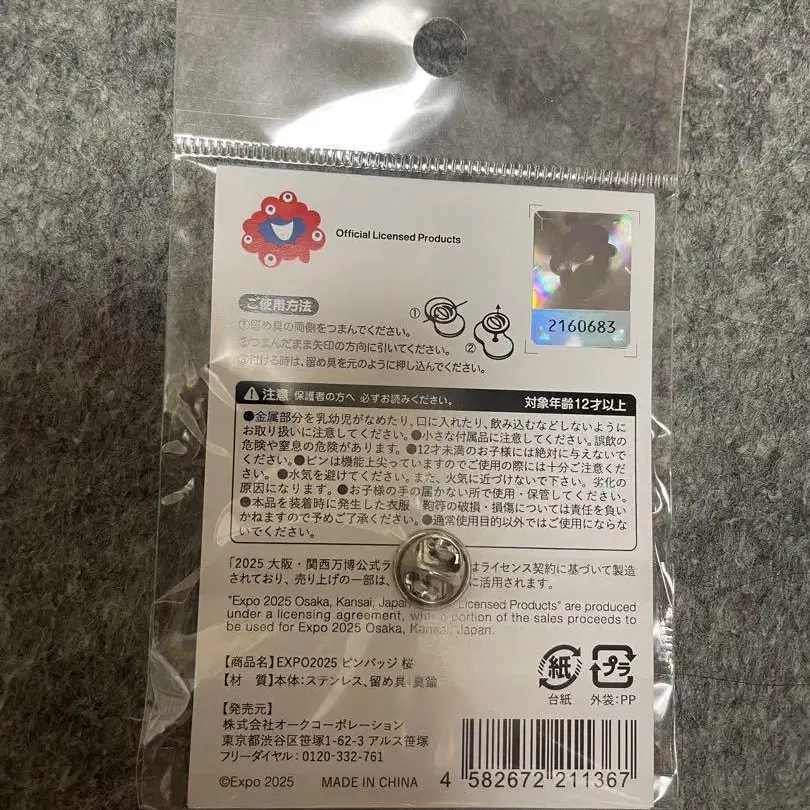 Official Licensed Products
2160683
ご使用方法
①留め具の両側をつまんでください。
②つまんだまま矢印の方向に引いてください。
③付ける時は、留め具を元のように押し込んでください。
① ②
注意 保護者の方へ 必ずお読みください。 対象年齢12才以上
●金属部分を乳幼児がなめたり、口に入れたり、飲み込むなどしないように
お取り扱いに注意してください。●小さな付属品に注意してください。誤飲の
危険や窒息の危険があります。●12才未満のお子様には絶対に与えないで
ください。●ピンは機能上尖っていますのでご使用の際には十分ご注意くださ
い。●水気を避けてください。また、火気に近づけないで下さい。劣化の
原因になります。●お子様の手の届かない所で使用・保管してください。
●本品を装着時に発生した衣服、鞄等の破損・損傷については責任を負い
かねますので予めご了承ください。●通常使用目的以外ではご使用にならな
いでください。
「2025 大阪・関西万博公式ラ はライセンス契約に基づいて製造
されており、売り上げの一部は、 に活用されます。
"Expo 2025 Osaka, Kansai, Japan Licensed Products" are produced
under a licensing agreement, with a portion of the sales proceeds to
be used for Expo 2025 Osaka, Kansai, Japan.
【商品名】EXPO2025 ピンバッジ 桜
【材 質】本体:ステンレス、留め具:真鍮
紙 プラ
台紙 外袋:PP
【発売元】
株式会社オークコーポレーション
東京都渋谷区笹塚1-62-3 アルス笹塚
フリーダイヤル:0120-332-761
©Expo 2025 MADE IN CHINA 4 582672 211367